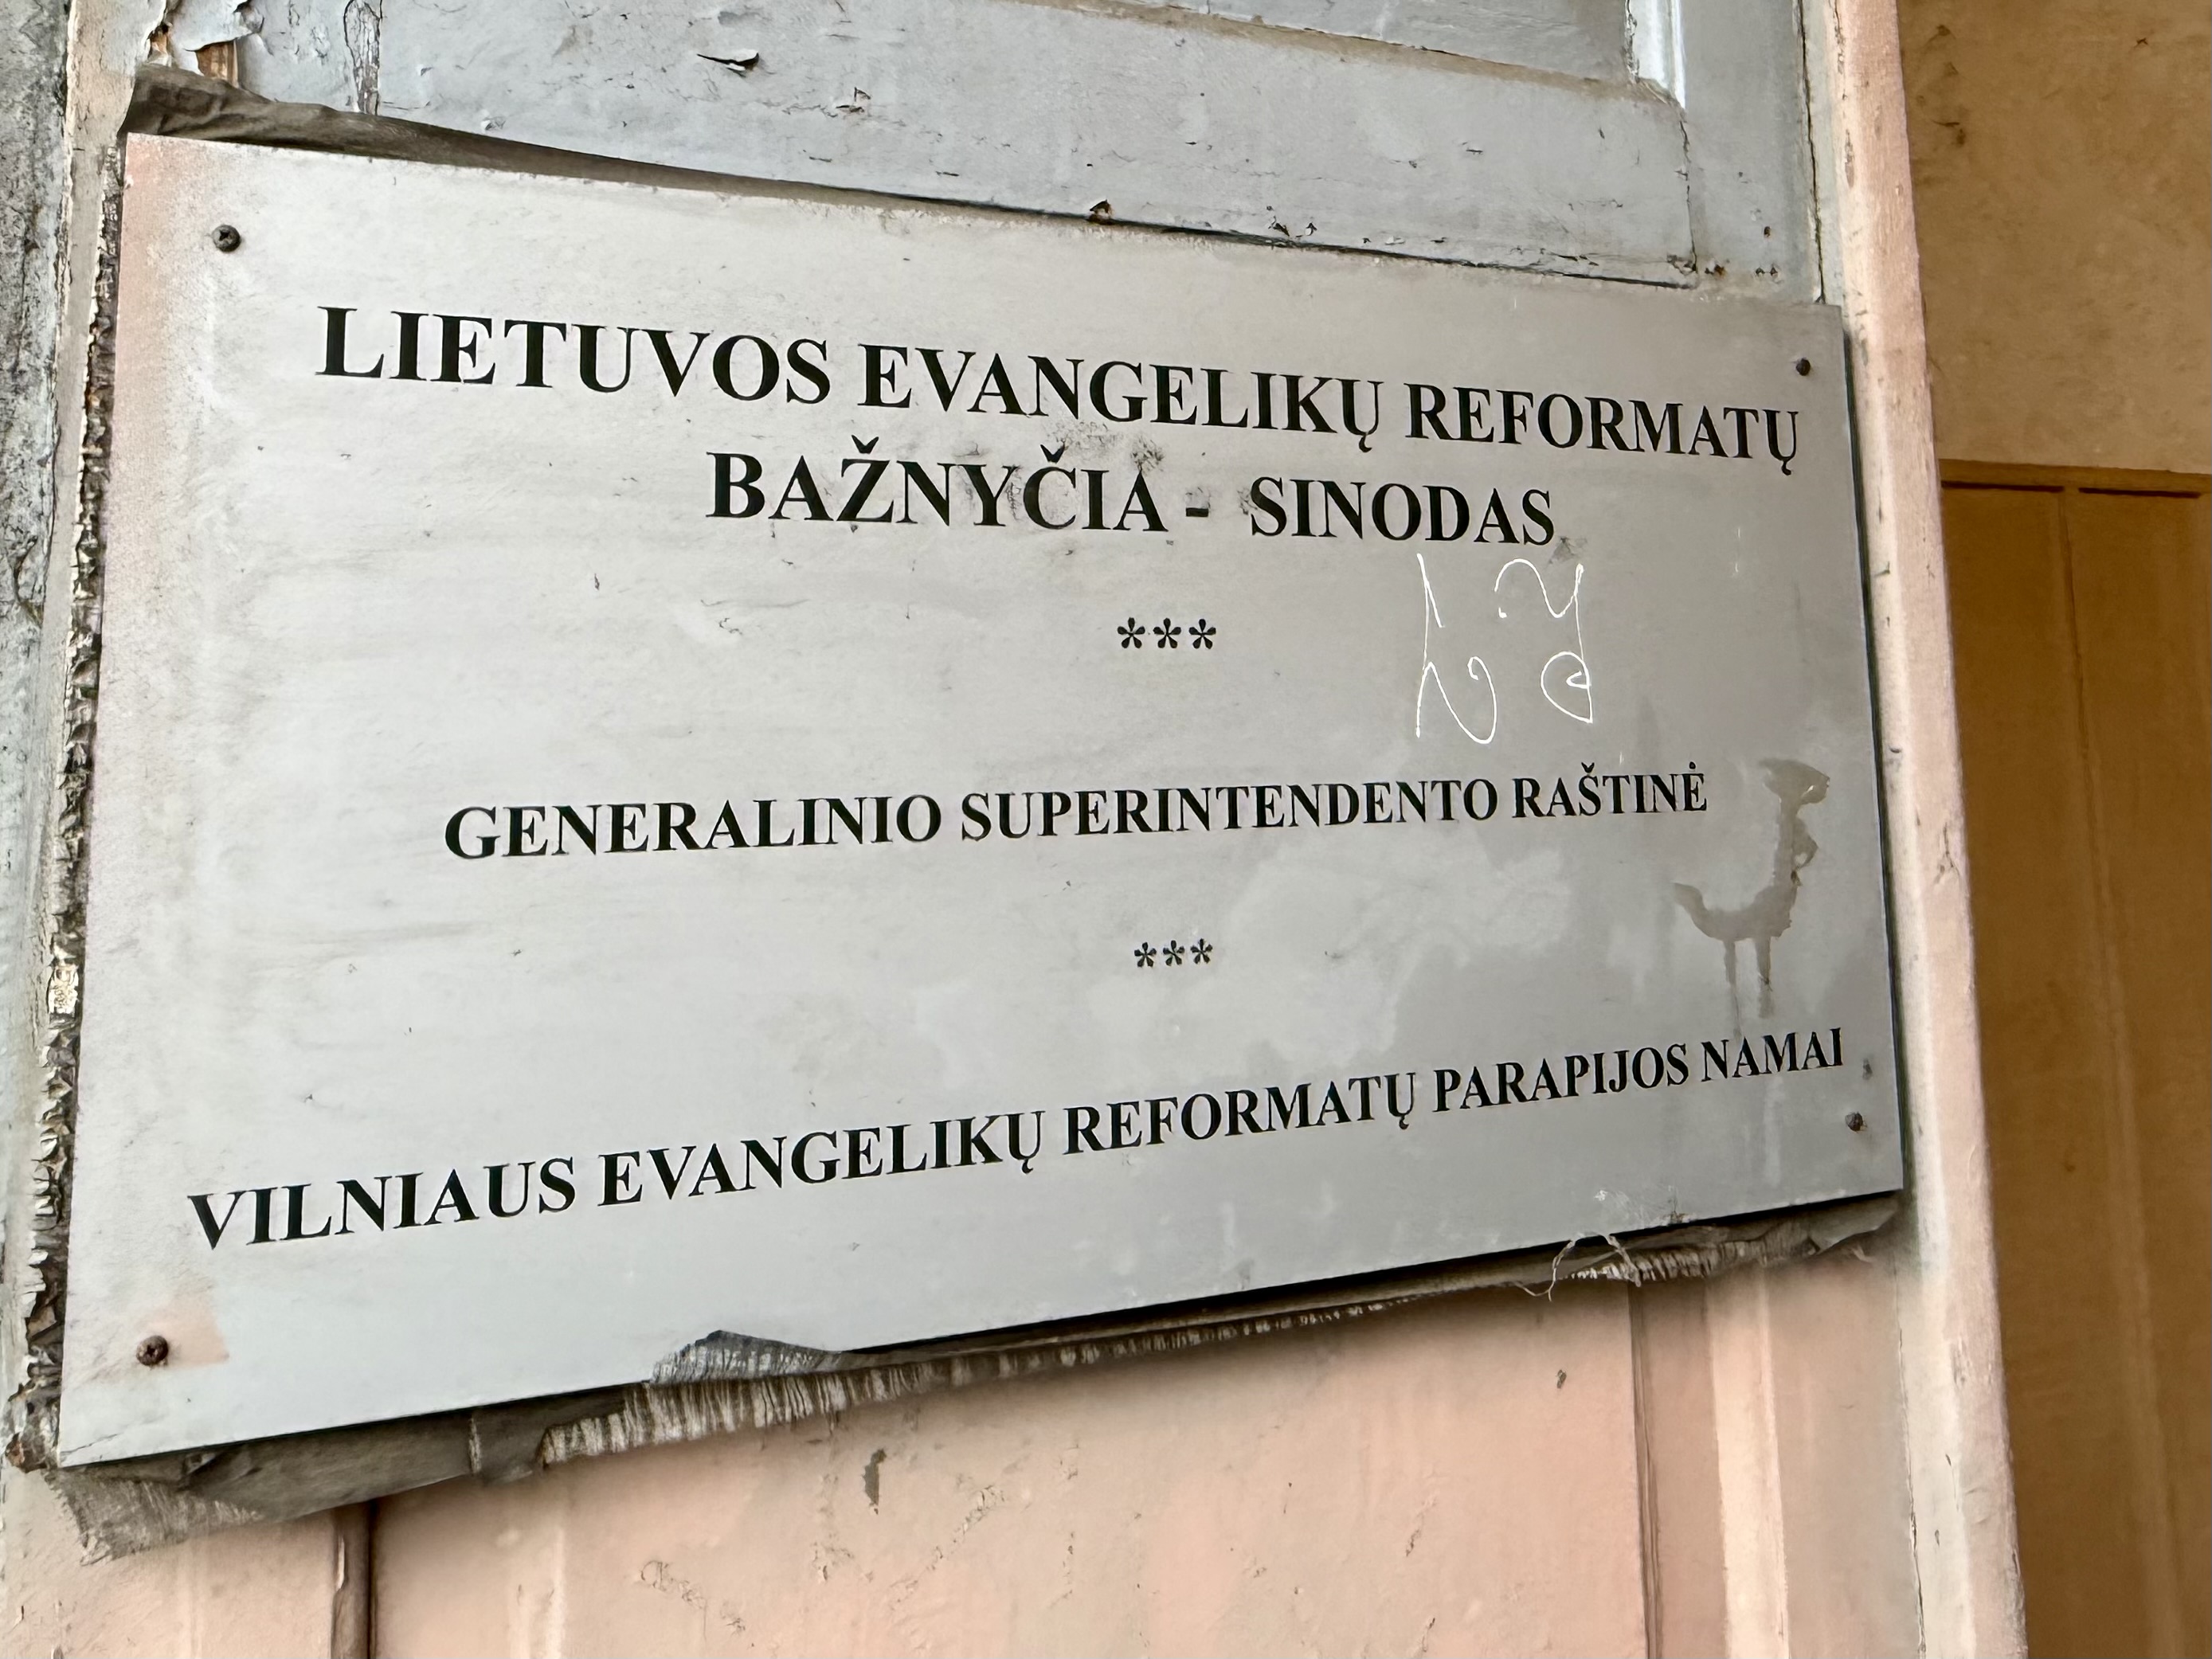 LIETUVOS EVANGELIKŲ REFORMATŲ
BAŽNYČIA - SINODAS
***
GENERALINIO SUPERINTENDENTO RAŠTINĖ
***
VILNIAUS EVANGELIKŲ REFORMATŲ PARAPIJOS NAMAI